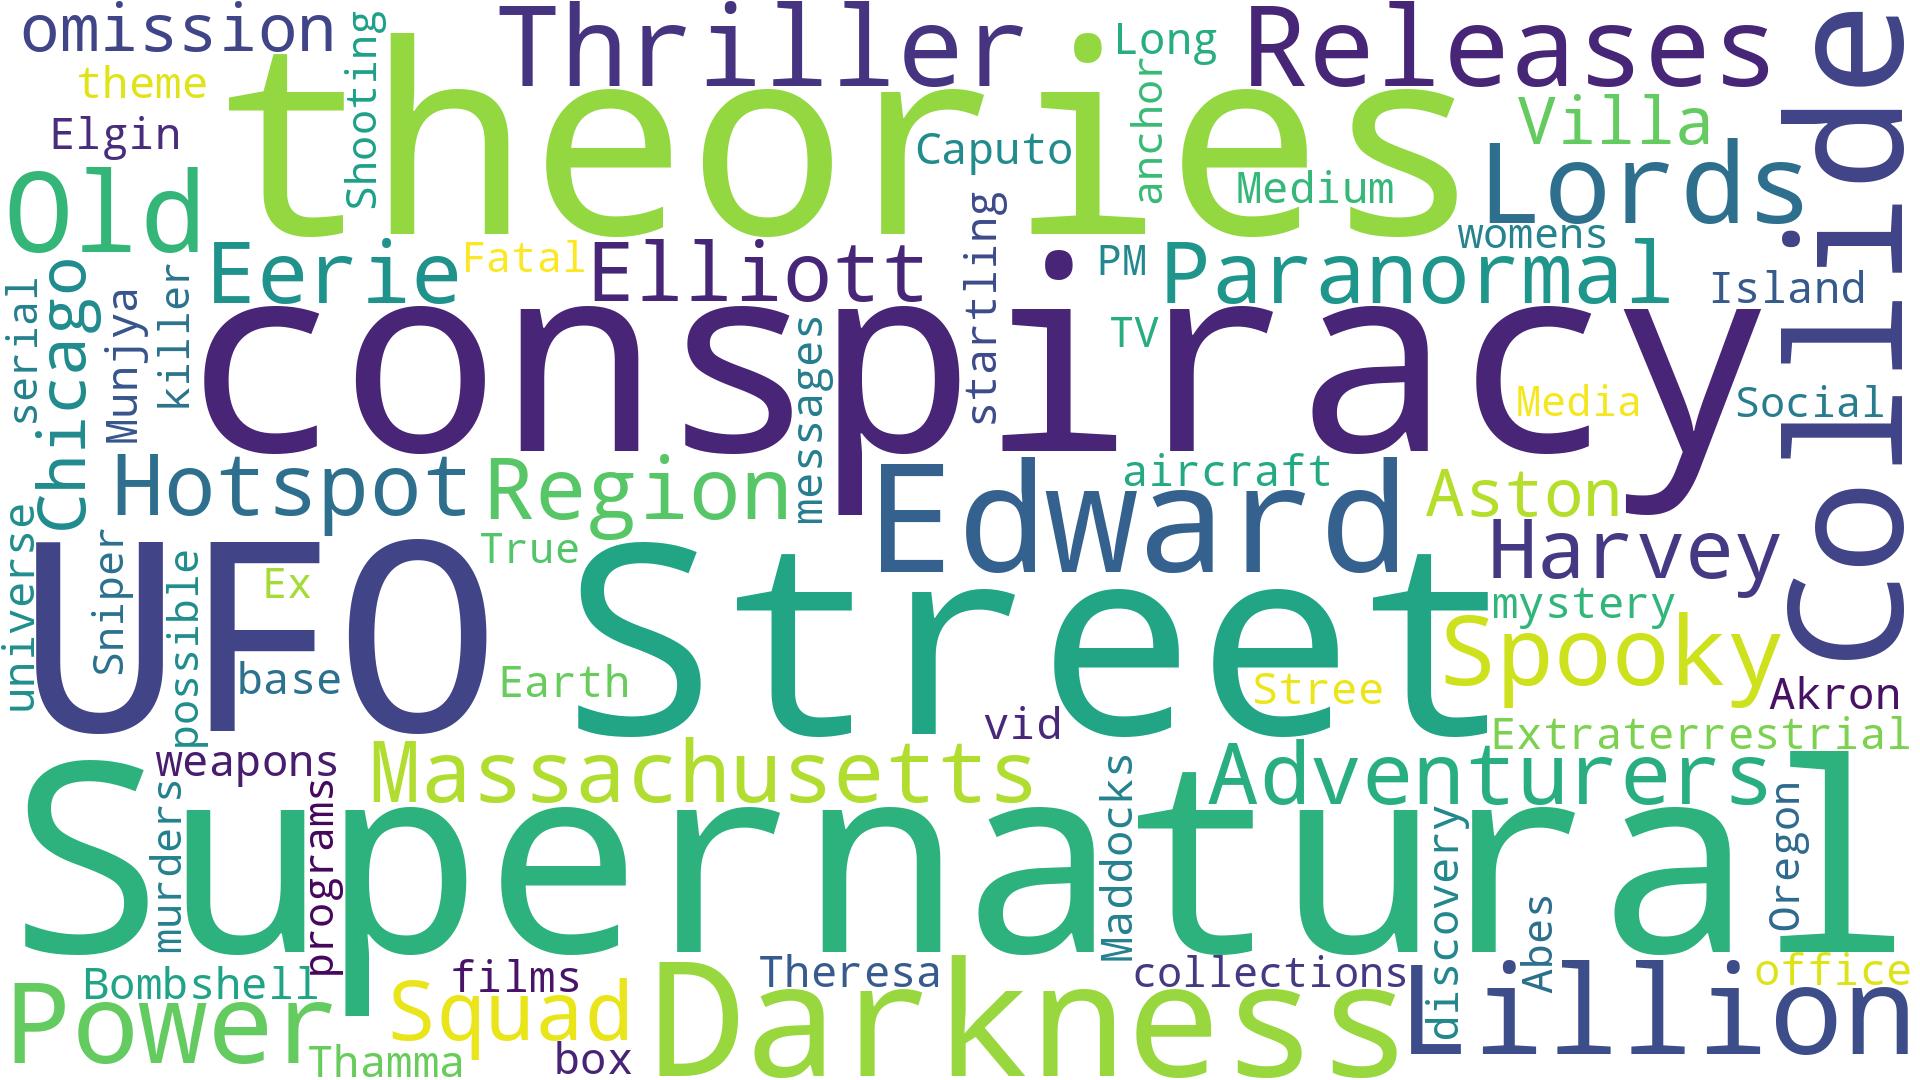 omission
Shooting
Thriller
Long
Releases
Collide
theme
theories
anchor
Villa
Elgin
Caputo
Medium
Lords
Old
womens
Eerie
Fatal
Elliott
startling
PM
Paranormal
Island
serial
Chicago
Munjya
killer
conspiracy
messages
TV
Media
Social
Hotspot
Region
Edward
aircraft
Aston
universe
Sniper
possible
True
Harvey
UFO
Ex
Street
mystery
Spooky
base
Earth
Stree
Akron
vid
Extraterrestrial
weapons
Massachusetts
Adventurers
murders
programs
Supernatural
Maddocks
discovery
Oregon
Abes
Bombshell
films
Theresa
collections
office
Power
Squad
Darkness
Lillion
Thamma
box